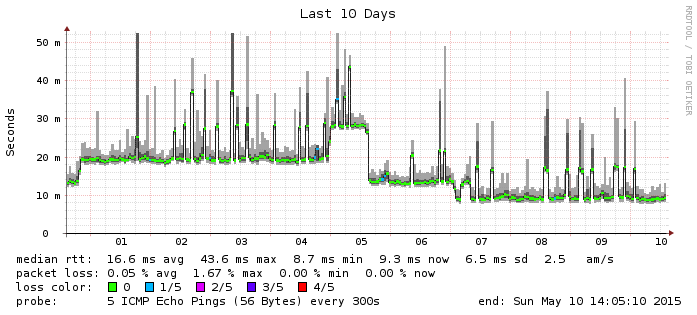 Last 10 Days
RRDTOOL / TOBI OETIKER
Seconds
50 m
40 m
30 m
20 m
10 m
0
01 02 03 04 05 06 07 08 09 10
median rtt: 16.6 ms avg 43.6 ms max 8.7 ms min 9.3 ms now 6.5 ms sd 2.5 am/s
packet loss: 0.05 % avg 1.67 % max 0.00 % min 0.00 % now
loss color: 0 1/5 2/5 3/5 4/5
probe: 5 ICMP Echo Pings (56 Bytes) every 300s end: Sun May 10 14:05:10 2015